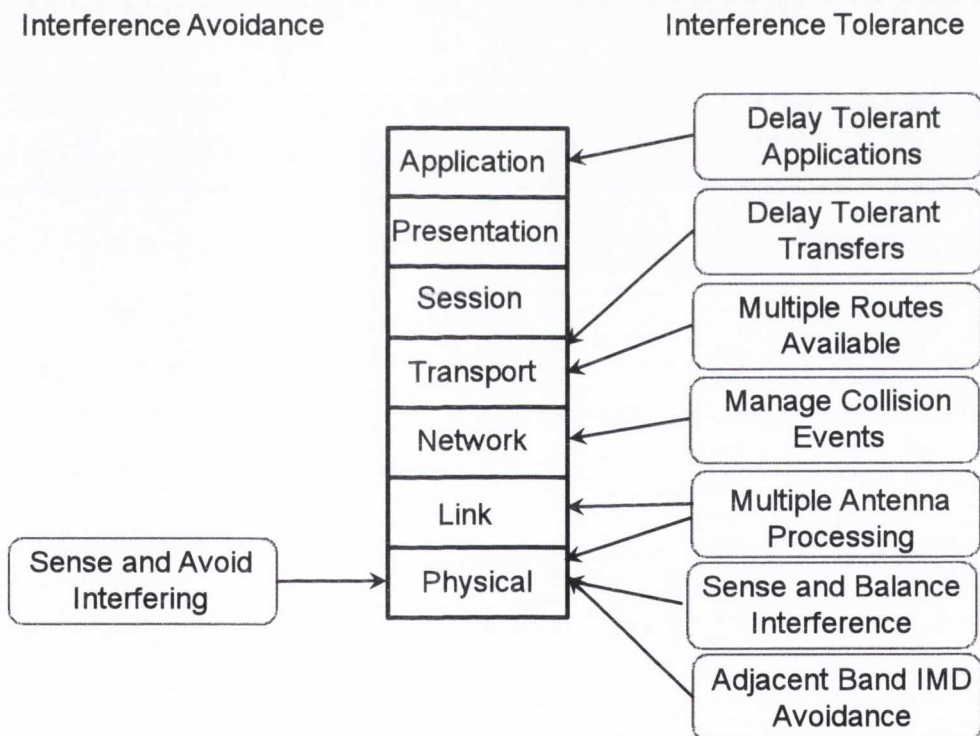 Interference Avoidance
Interference Tolerance
Application
Presentation
Session
Transport
Network
Link
Physical
Sense and Avoid
Interfering
Delay Tolerant
Applications
Delay Tolerant
Transfers
Multiple Routes
Available
Manage Collision
Events
Multiple Antenna
Processing
Sense and Balance
Interference
Adjacent Band IMD
Avoidance